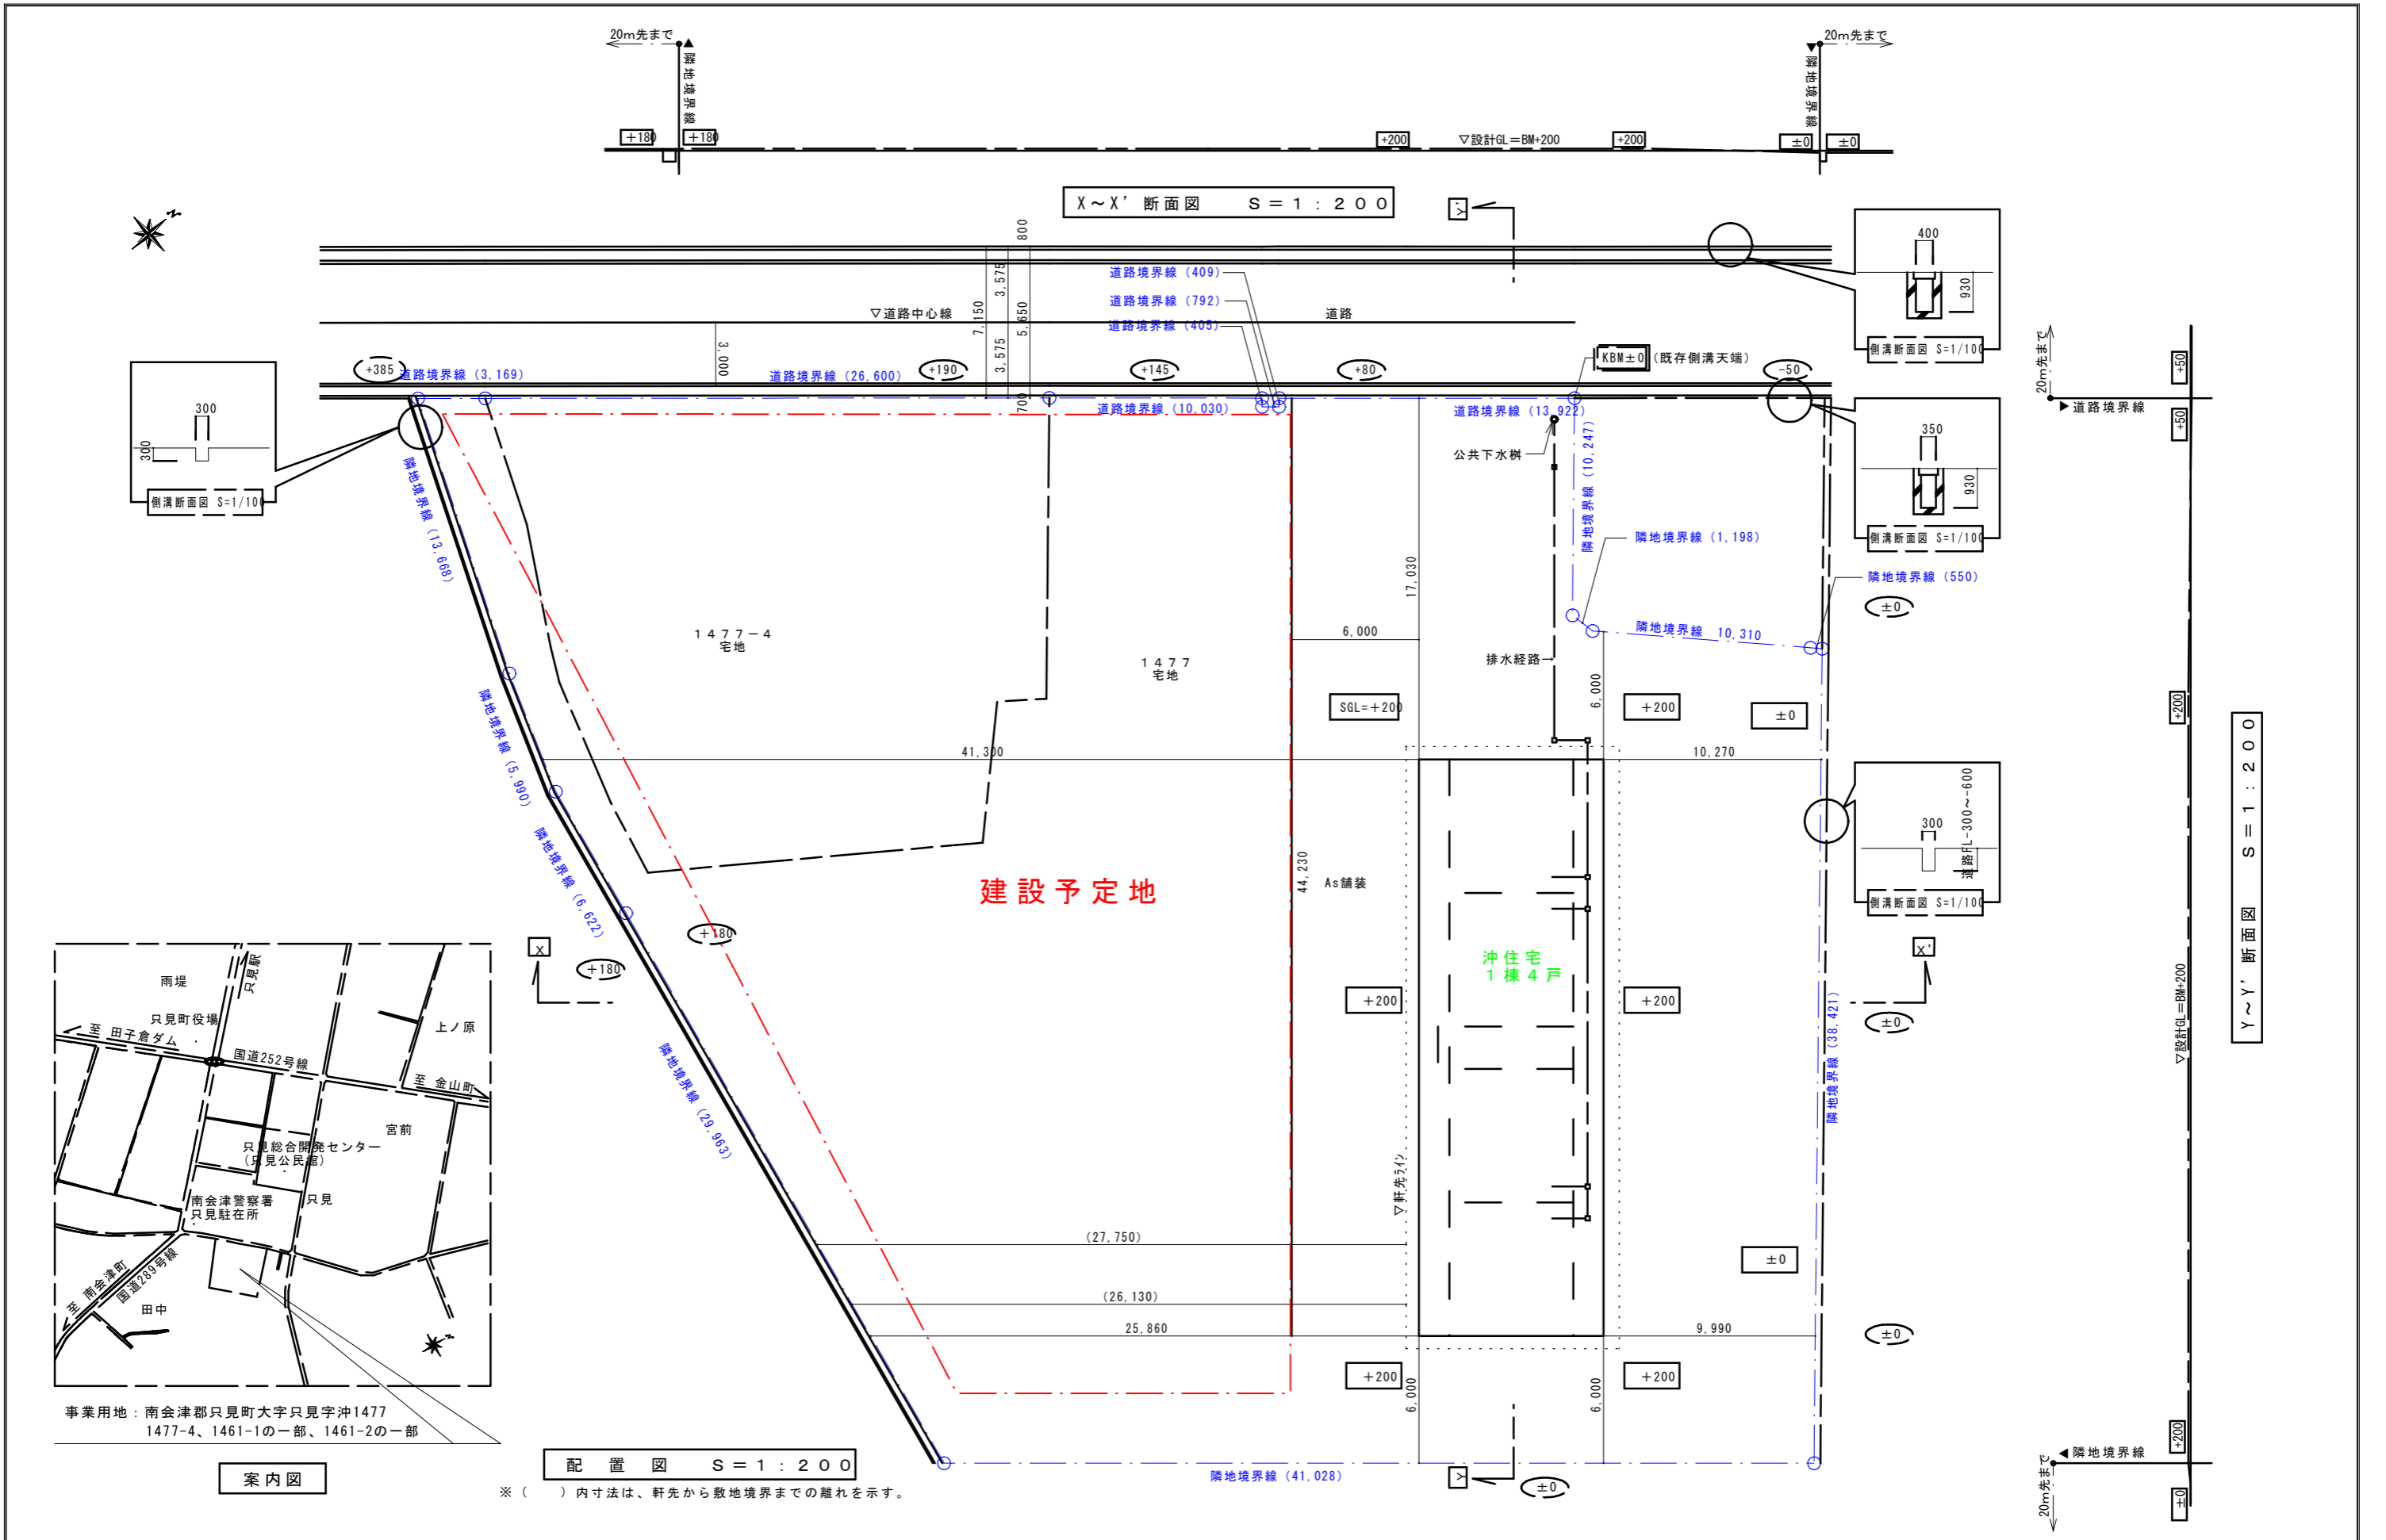 20m先まで
隣地境界線
20m先まで
隣地境界線
+180
+180
+200
▽設計GL=BM+200
+200
±0
±0
X~X' 断面図 S=1:200
Y'
N
800
3,575
7,150
5,650
3,575
700
3,000
道路境界線 (409)
道路境界線 (792)
道路境界線 (405)
▽道路中心線
道路
KBM±0 (既存側溝天端)
+385
道路境界線 (3,169)
道路境界線 (26,600)
+190
+145
+80
-50
道路境界線 (10,030)
道路境界線 (13,922)
400
930
側溝断面図 S=1/100
350
930
側溝断面図 S=1/100
300
300
側溝断面図 S=1/100
20m先まで
▶道路境界線
+50
+50
公共下水桝
隣地境界線 (10,247)
隣地境界線 (1,198)
隣地境界線 (550)
隣地境界線 10,310
±0
隣地境界線 (13,668)
隣地境界線 (5,990)
隣地境界線 (6,622)
隣地境界線 (29,963)
1477-4
宅地
1477
宅地
17,030
6,000
排水経路
6,000
SGL=+200
+200
±0
41,300
10,270
300
道路FL-300~-600
側溝断面図 S=1/100
+200
Y~Y' 断面図 S=1:200
建設予定地
44,230
As舗装
+180
+180
X
X'
沖住宅
1棟4戸
+200
+200
±0
隣地境界線 (38,421)
▽設計GL=BM+200
▽軒先ライン
(27,750)
(26,130)
25,860
9,990
±0
±0
+200
+200
6,000
6,000
Y
±0
隣地境界線 (41,028)
+200
◀隣地境界線
20m先まで
±0
雨堤
只見駅
只見町役場
至 田子倉ダム
国道252号線
上ノ原
至 金山町
宮前
只見総合開発センター
(只見公民館)
南会津警察署
只見駐在所
只見
至 南会津町
国道289号線
田中
N
事業用地:南会津郡只見町大字只見字沖1477
1477-4、1461-1の一部、1461-2の一部
案内図
配置図 S=1:200
※( )内寸法は、軒先から敷地境界までの離れを示す。